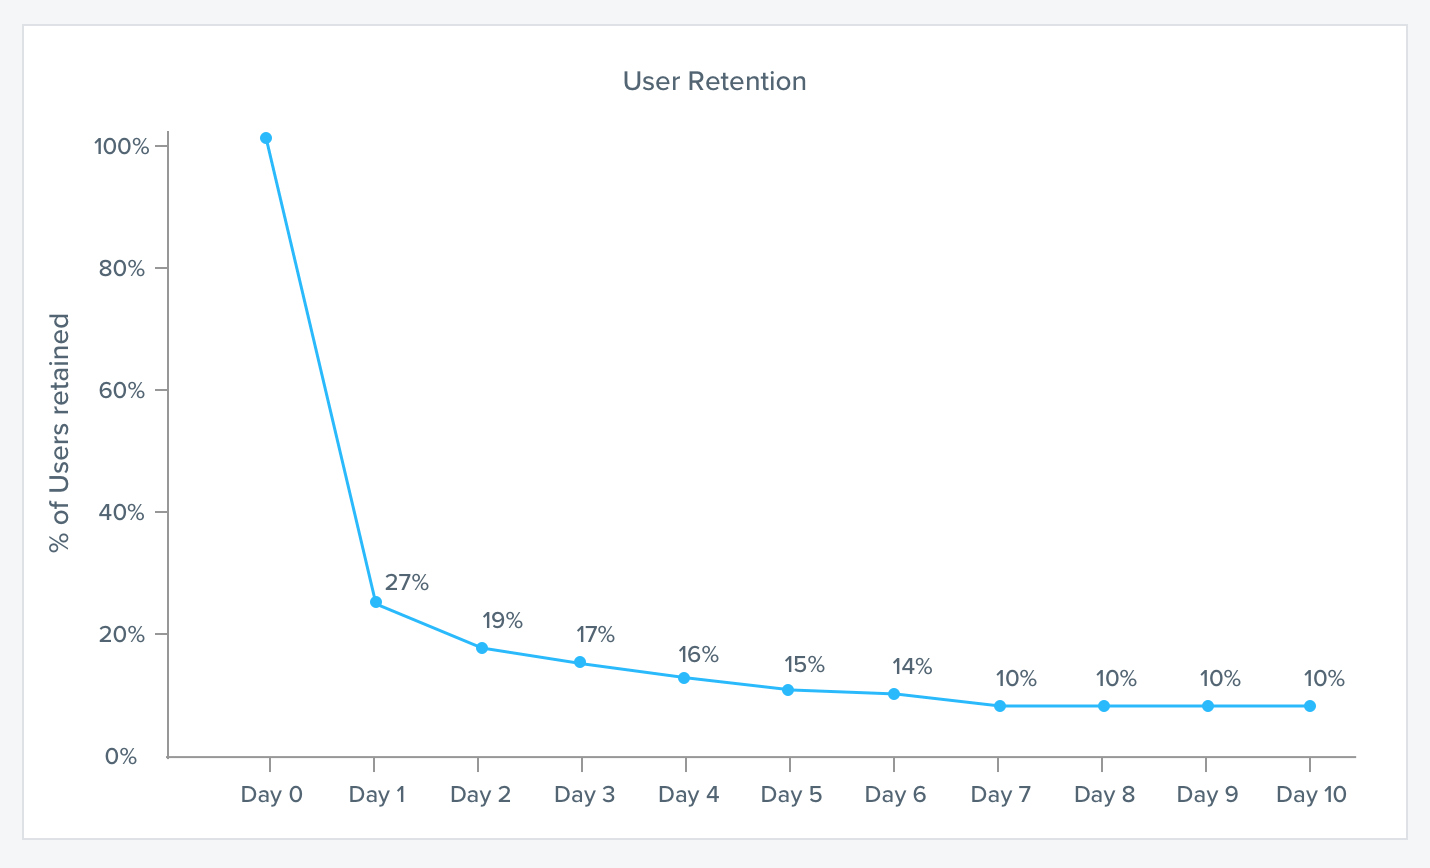 User Retention
% of Users retained
100%
80%
60%
40%
20%
0%
27%
19%
17%
16%
15%
14%
10%
10%
10%
10%
Day 0
Day 1
Day 2
Day 3
Day 4
Day 5
Day 6
Day 7
Day 8
Day 9
Day 10